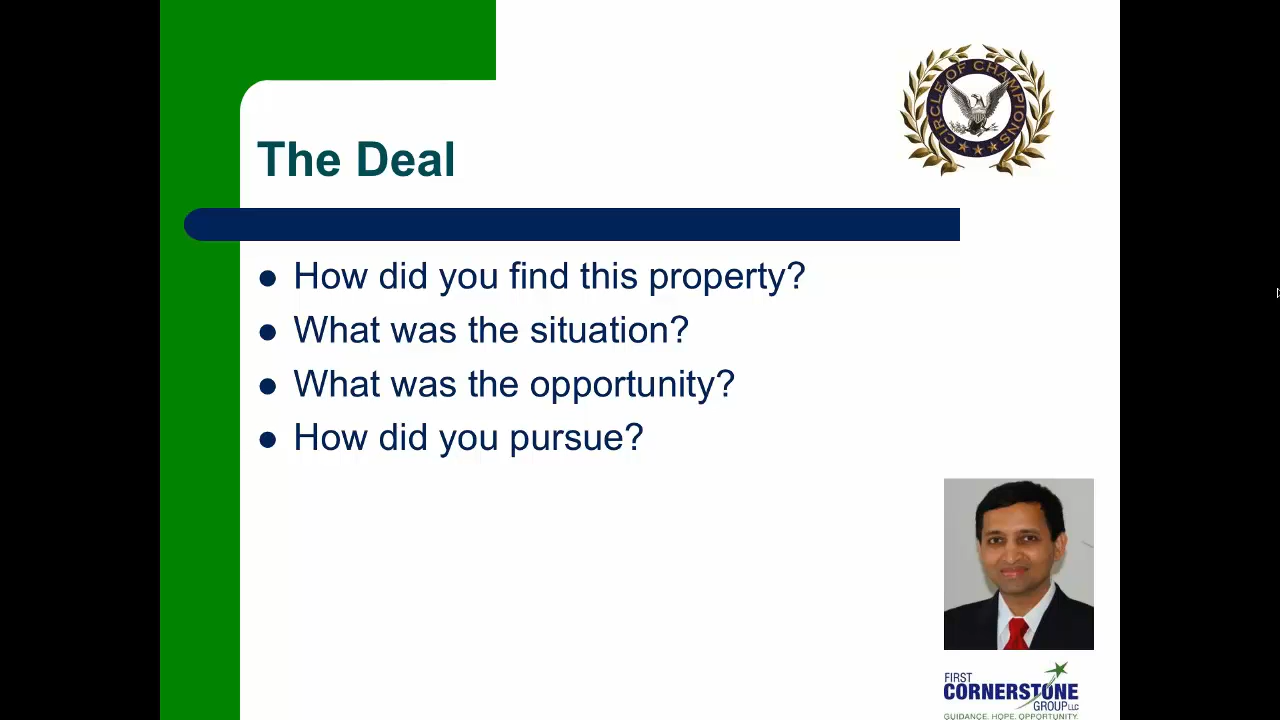 CIRCLE OF CHAMPIONS
The Deal
How did you find this property?
What was the situation?
What was the opportunity?
How did you pursue?
FIRST
CORNERSTONE
GROUP LLC
GUIDANCE. HOPE. OPPORTUNITY.